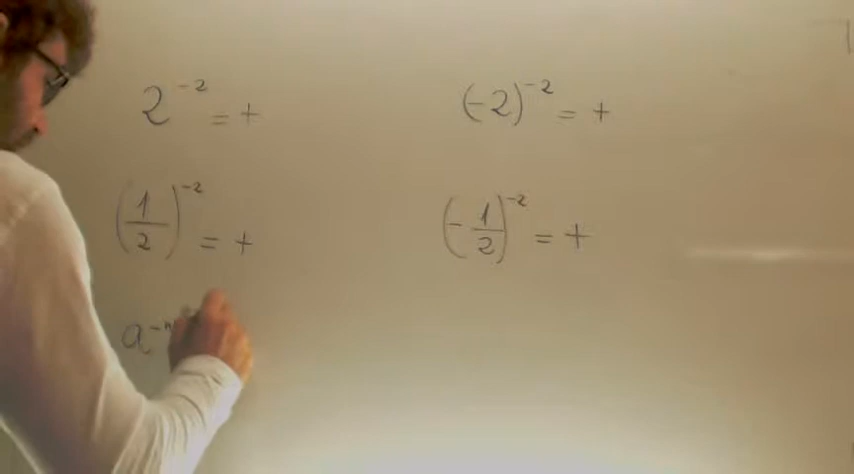 2⁻² = +
(-2)⁻² = +
(1/2)⁻² = +
(-1/2)⁻² = +
a⁻ⁿ